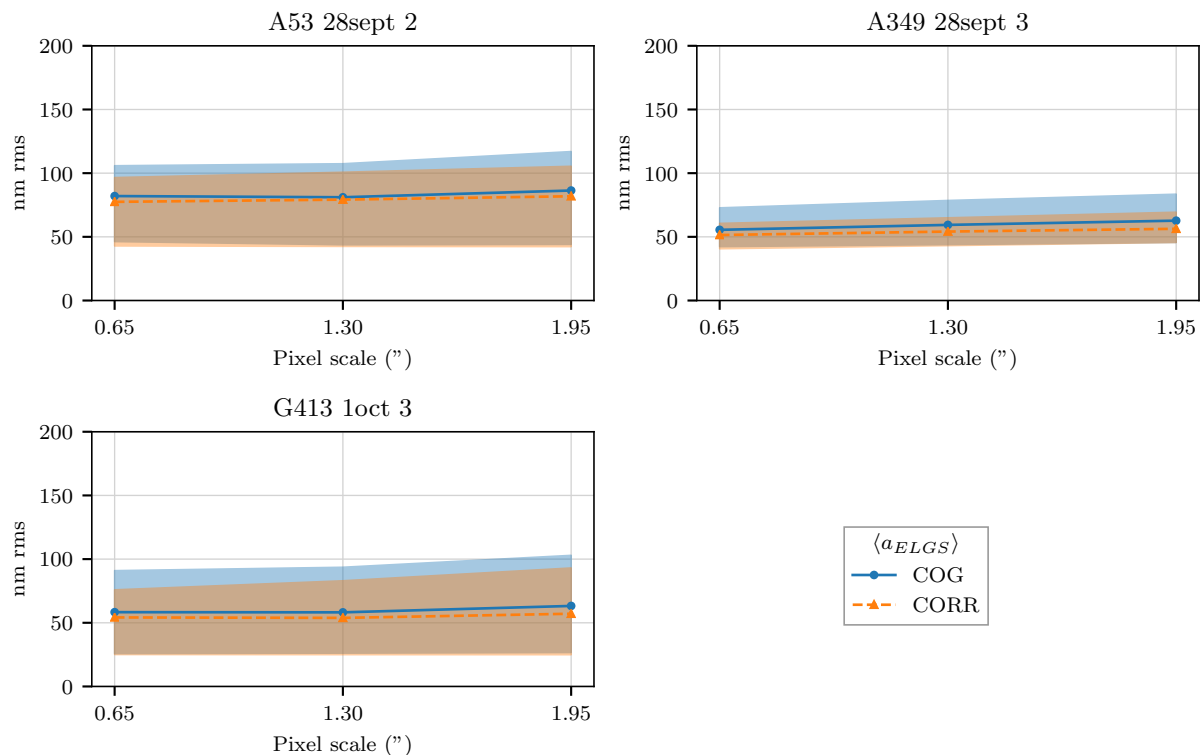 A53 28sept 2
nm rms
200
150
100
50
0
0.65 1.30 1.95
Pixel scale (”)
A349 28sept 3
nm rms
200
150
100
50
0
0.65 1.30 1.95
Pixel scale (”)
G413 1oct 3
nm rms
200
150
100
50
0
0.65 1.30 1.95
Pixel scale (”)
⟨a_{ELGS}⟩
COG
CORR